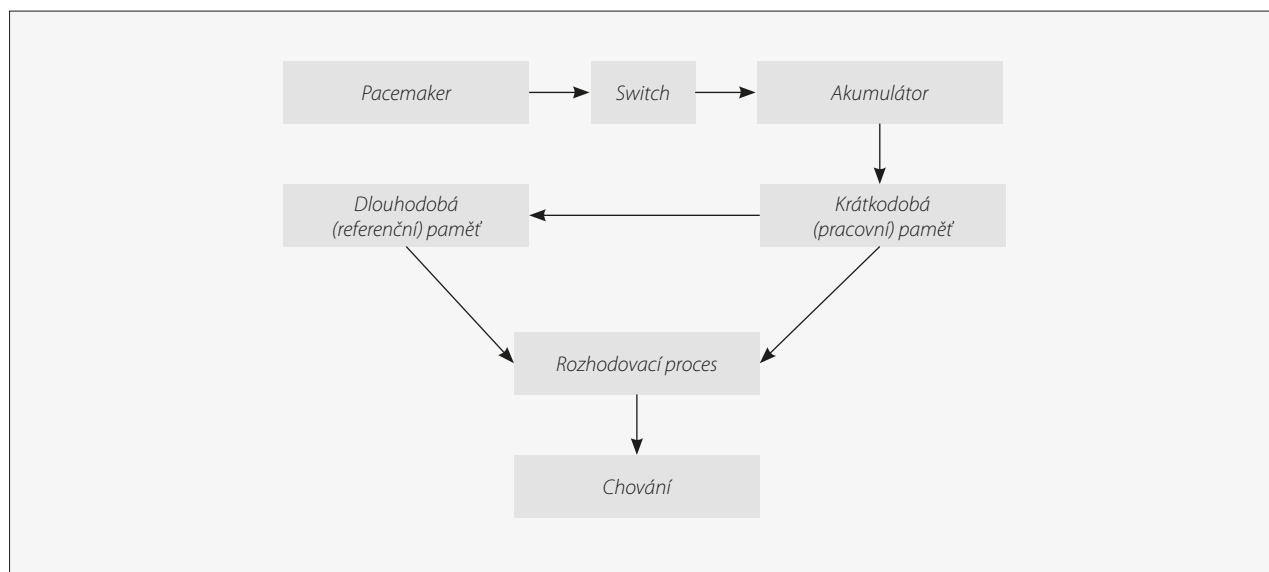 Pacemaker
Switch
Akumulátor
Dlouhodobá
(referenční) paměť
Krátkodobá
(pracovní) paměť
Rozhodovací proces
Chování